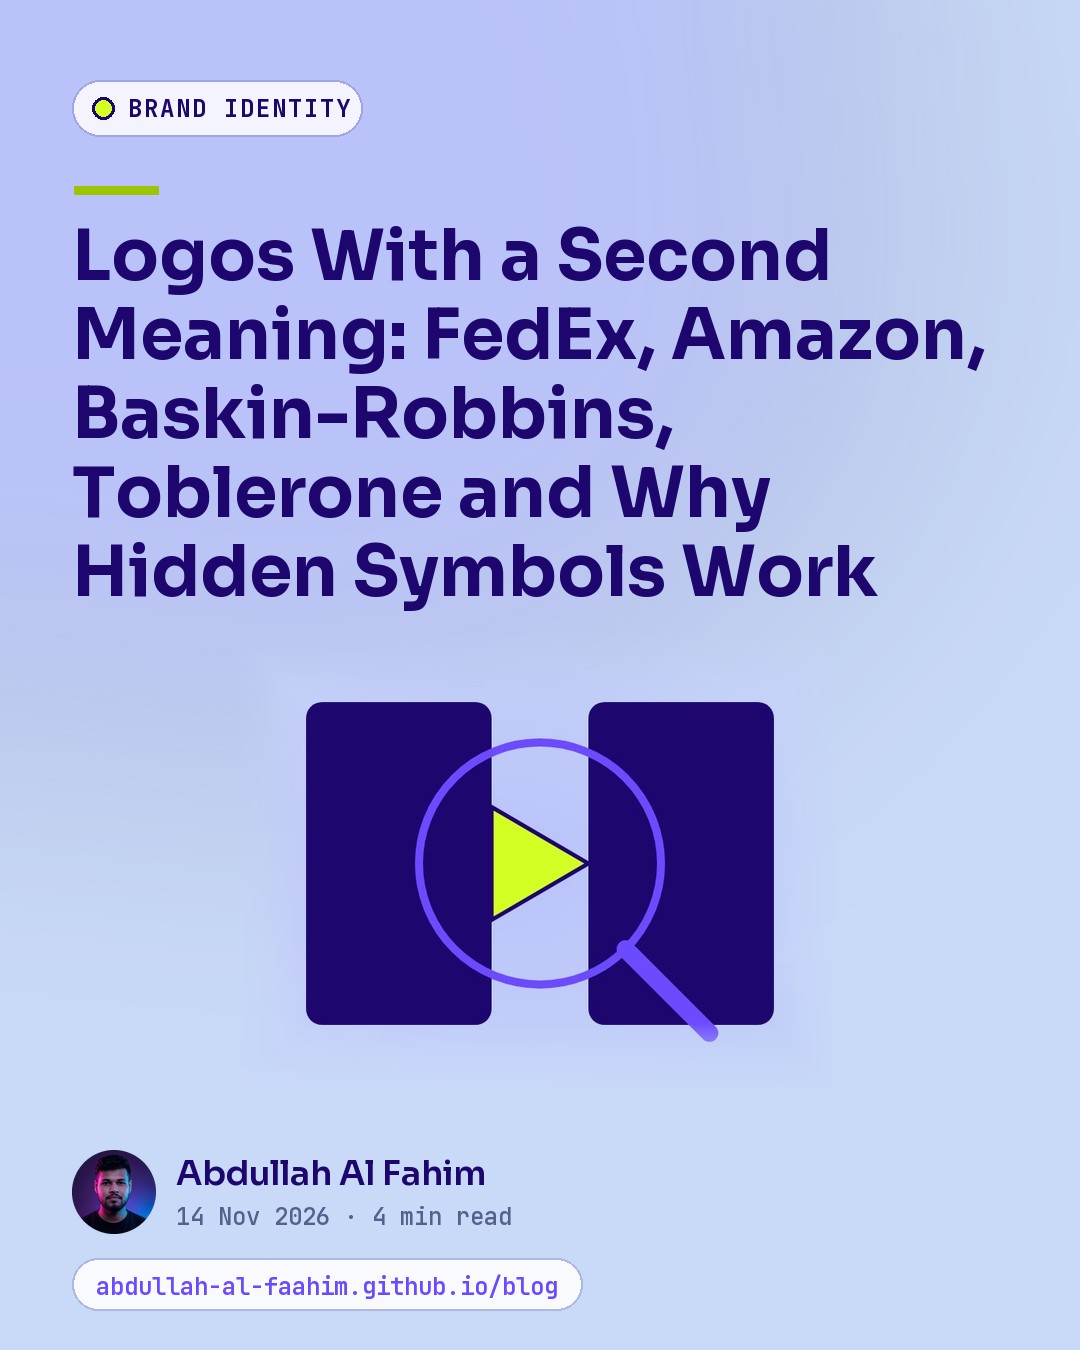 BRAND IDENTITY
Logos With a Second
Meaning: FedEx, Amazon,
Baskin-Robbins,
Toblerone and Why
Hidden Symbols Work
Abdullah Al Fahim
14 Nov 2026 · 4 min read
abdullah-al-faahim.github.io/blog